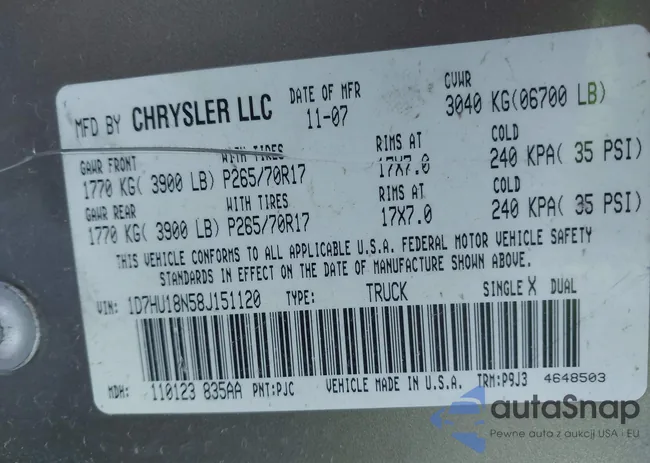 MFD BY CHRYSLER LLC DATE OF MFR GVWR
11-07 3040 KG(06700 LB)
GAWR FRONT WITH TIRES RIMS AT COLD
1770 KG( 3900 LB) P265/70R17 17X7.0 240 KPA( 35 PSI)
GAWR REAR WITH TIRES RIMS AT COLD
1770 KG( 3900 LB) P265/70R17 17X7.0 240 KPA( 35 PSI)
THIS VEHICLE CONFORMS TO ALL APPLICABLE U.S.A. FEDERAL MOTOR VEHICLE SAFETY
STANDARDS IN EFFECT ON THE DATE OF MANUFACTURE SHOWN ABOVE.
VIN: 1D7HU18N58J151120 TYPE: TRUCK SINGLE X DUAL
MDH: 110123 835AA PNT:PJC VEHICLE MADE IN U.S.A. TRM:P9J3 4648503
autaSnap
Pewne auta z aukcji USA - EU